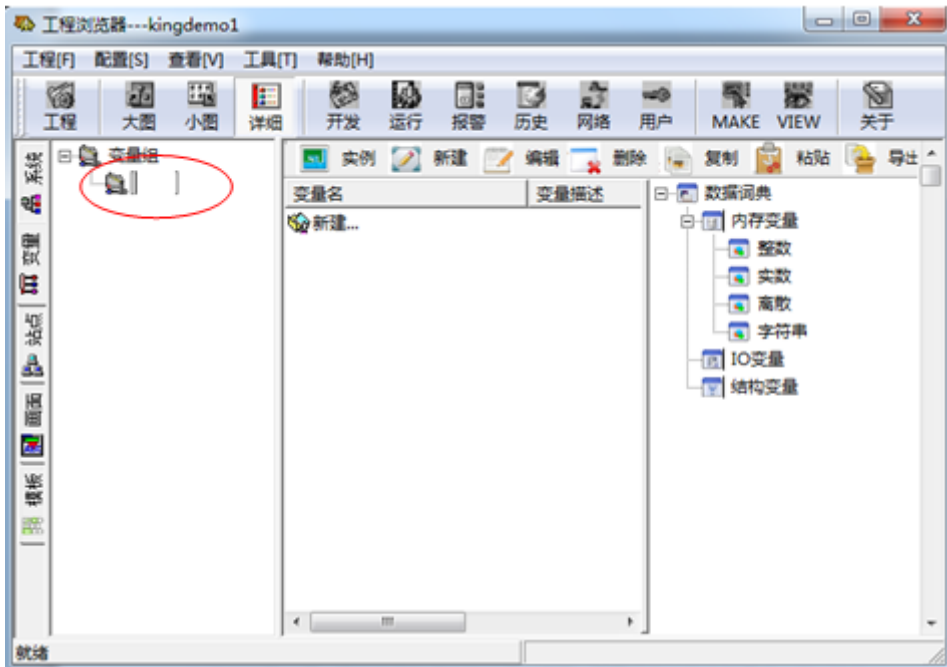 工程浏览器---kingdemo1
工程[F] 配置[S] 查看[V] 工具[T] 帮助[H]
工程 大图 小图 详细 开发 运行 报警 历史 网络 用户 MAKE VIEW 关于
系统
变量
站点
画面
模板
变量组
实例 新建 编辑 删除 复制 粘贴 导出
变量名 变量描述
新建...
数据词典
内存变量
整数
实数
离散
字符串
IO变量
结构变量
就绪